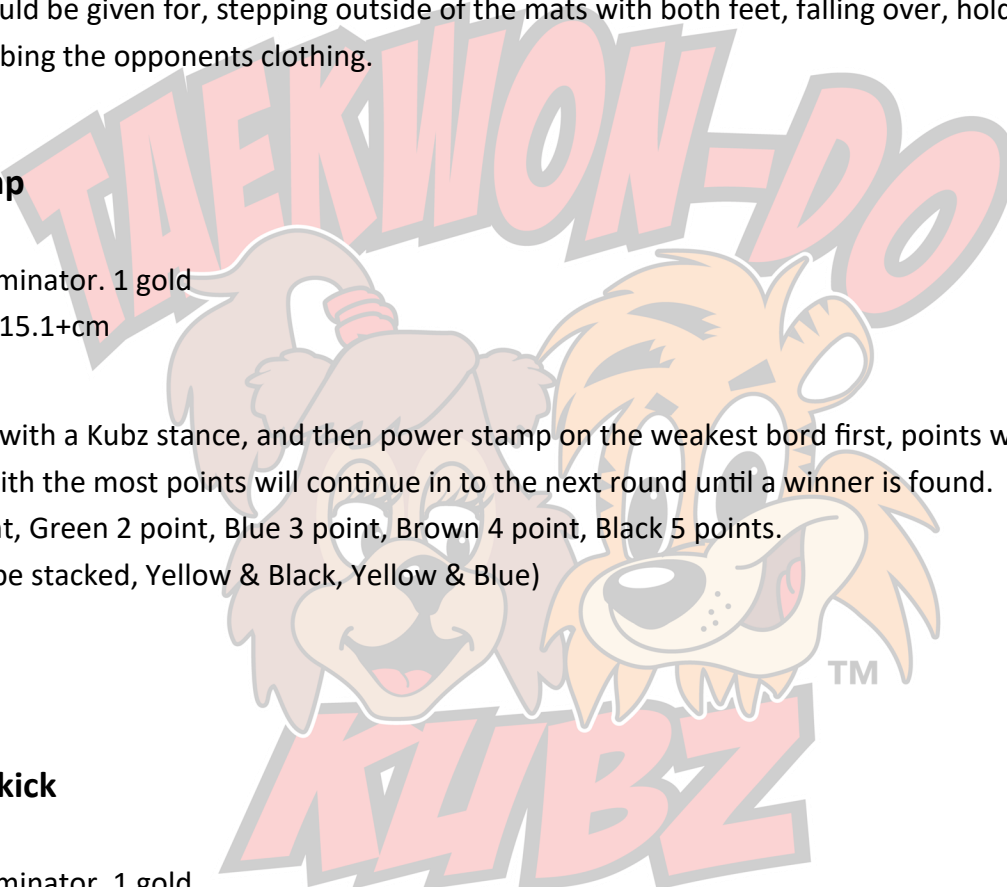 uld be given for, stepping outside of the mats with both feet, falling over, hold
bing the opponents clothing.
TAEKWON-DO
minator. 1 gold
15.1+cm
with a Kubz stance, and then power stamp on the weakest bord first, points w
ith the most points will continue in to the next round until a winner is found.
t, Green 2 point, Blue 3 point, Brown 4 point, Black 5 points.
be stacked, Yellow & Black, Yellow & Blue)
TM
KUBZ
kick
minator. 1 gold